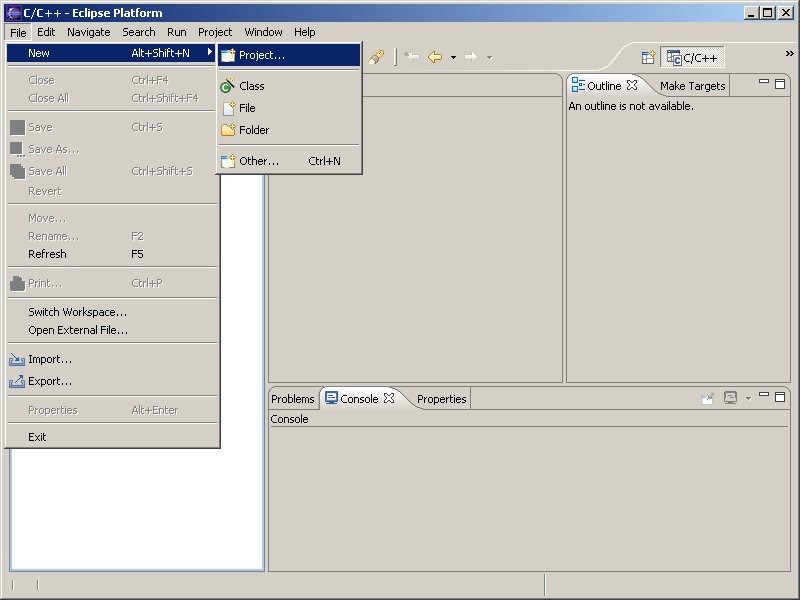 C/C++ - Eclipse Platform
File Edit Navigate Search Run Project Window Help
New Alt+Shift+N
Close Ctrl+F4
Close All Ctrl+Shift+F4
Save Ctrl+S
Save As...
Save All Ctrl+Shift+S
Revert
Move...
Rename... F2
Refresh F5
Print... Ctrl+P
Switch Workspace...
Open External File...
Import...
Export...
Properties Alt+Enter
Exit
Project...
Class
File
Folder
Other... Ctrl+N
C/C++ »
Outline Make Targets
An outline is not available.
Problems Console Properties
Console